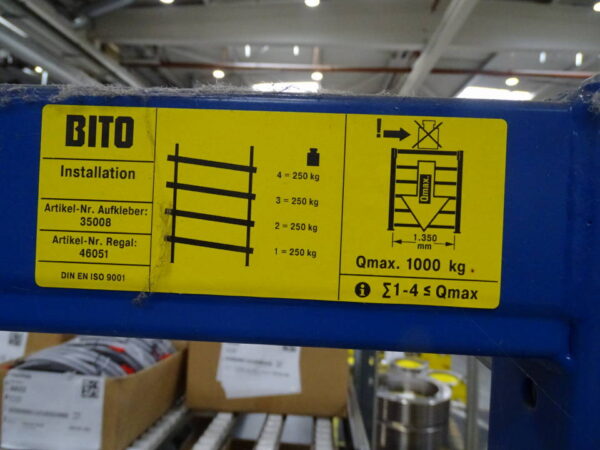 BITO
Installation
Artikel-Nr. Aufkleber:
35008
Artikel-Nr. Regal:
46051
DIN EN ISO 9001
4 = 250 kg
3 = 250 kg
2 = 250 kg
1 = 250 kg
!
Qmax.
1.350
mm
Qmax. 1000 kg.
i Σ1-4 ≤ Qmax